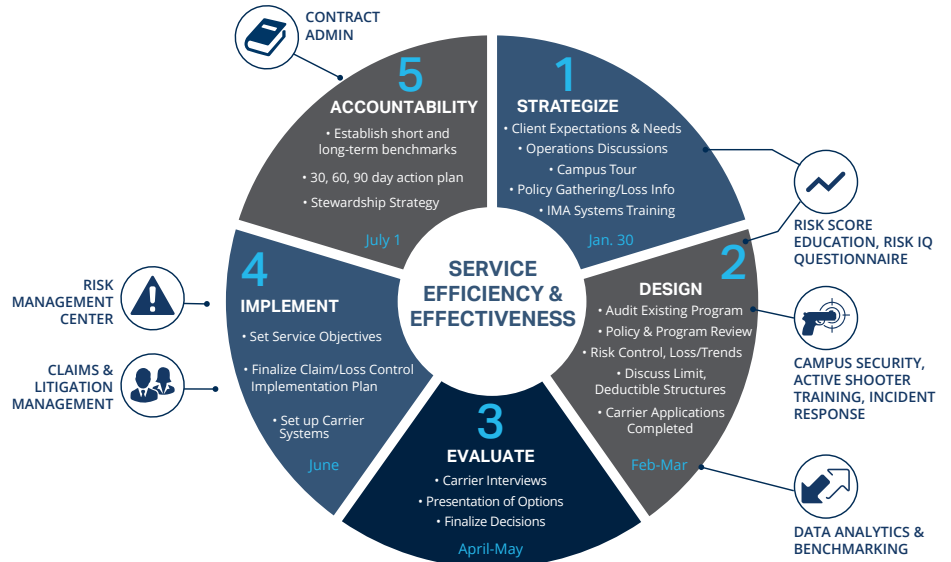 CONTRACT
ADMIN
5
ACCOUNTABILITY
• Establish short and
long-term benchmarks
• 30, 60, 90 day action plan
• Stewardship Strategy
July 1
1
STRATEGIZE
• Client Expectations & Needs
• Operations Discussions
• Campus Tour
• Policy Gathering/Loss Info
• IMA Systems Training
Jan. 30
RISK SCORE
EDUCATION, RISK IQ
QUESTIONNAIRE
2
DESIGN
• Audit Existing Program
• Policy & Program Review
• Risk Control, Loss/Trends
• Discuss Limit,
Deductible Structures
• Carrier Applications
Completed
Feb-Mar
CAMPUS SECURITY,
ACTIVE SHOOTER
TRAINING, INCIDENT
RESPONSE
DATA ANALYTICS &
BENCHMARKING
3
EVALUATE
• Carrier Interviews
• Presentation of Options
• Finalize Decisions
April-May
4
IMPLEMENT
• Set Service Objectives
• Finalize Claim/Loss Control
Implementation Plan
• Set up Carrier
Systems
June
RISK
MANAGEMENT
CENTER
CLAIMS &
LITIGATION
MANAGEMENT
SERVICE
EFFICIENCY &
EFFECTIVENESS